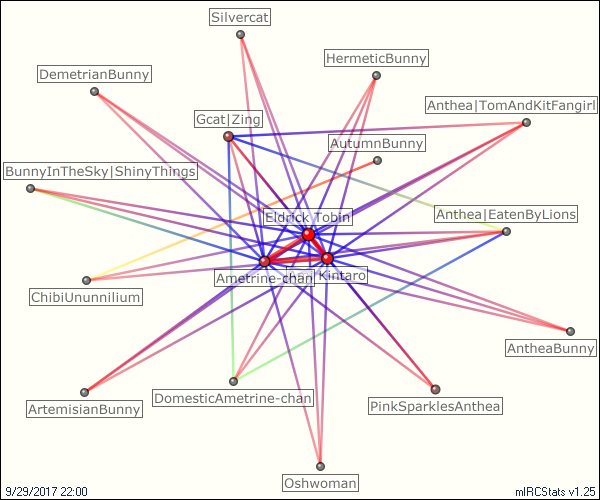 Silvercat
HermeticBunny
DemetrianBunny
Anthea|TomAndKitFangirl
Gcat|Zing
AutumnBunny
BunnyInTheSky|ShinyThings
Eldrick Tobin
Anthea|EatenByLions
Ametrine-chan
Kintaro
ChibiUnunnilium
AntheaBunny
DomesticAmetrine-chan
ArtemisianBunny
PinkSparklesAnthea
Oshwoman
9/29/2017 22:00
mIRCStats v1.25